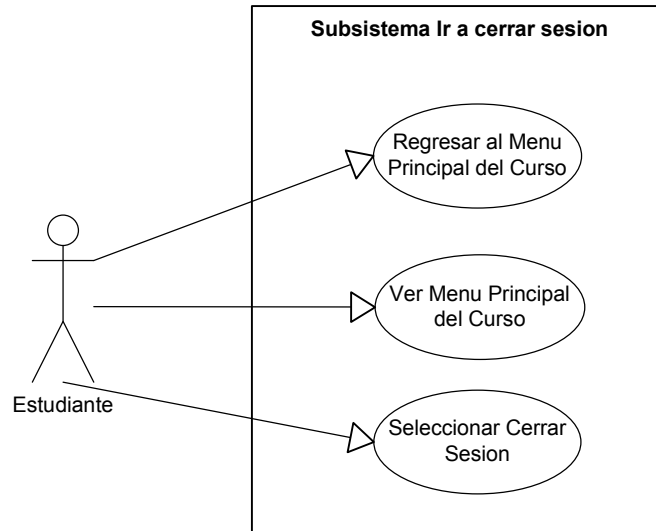 Subsistema Ir a cerrar sesion
Regresar al Menu
Principal del Curso
Ver Menu Principal
del Curso
Estudiante
Seleccionar Cerrar
Sesion